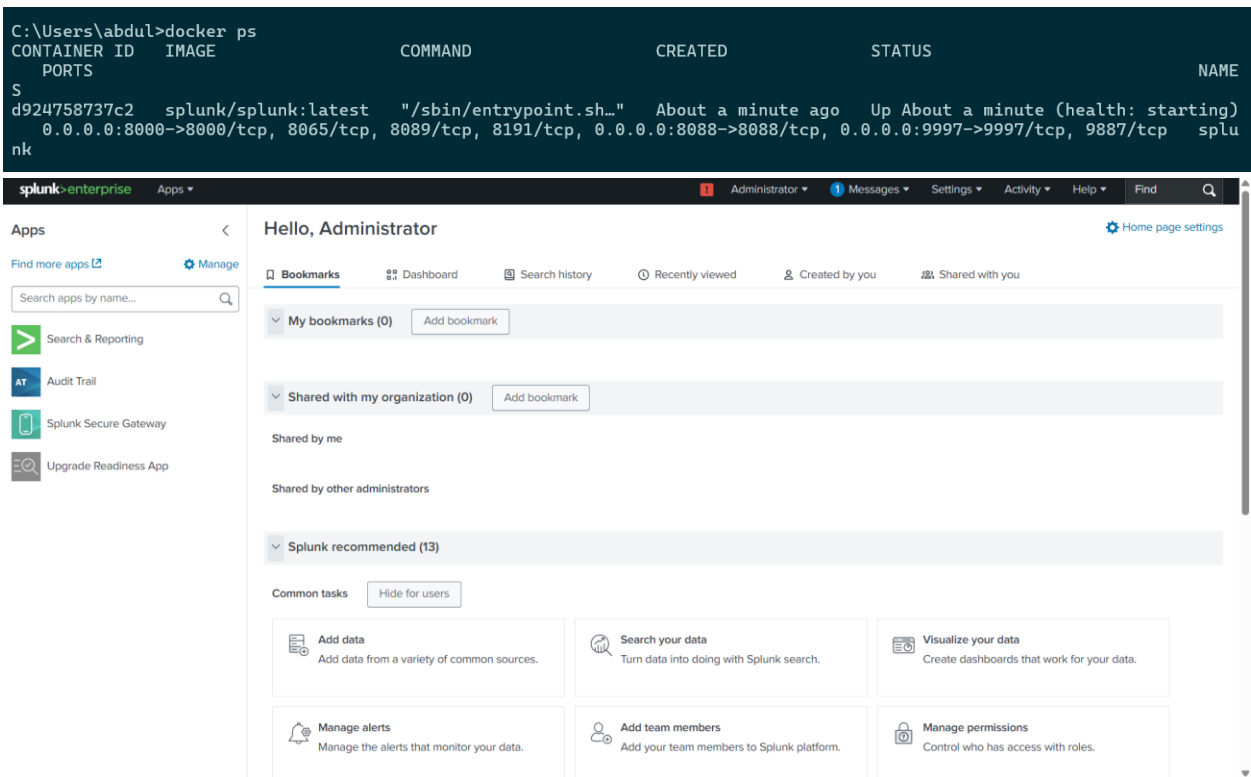 C:\Users\abdul>docker ps
CONTAINER ID   IMAGE                  COMMAND                  CREATED              STATUS
   PORTS                                                                                                         NAME
S
d924758737c2   splunk/splunk:latest   "/sbin/entrypoint.sh…"   About a minute ago   Up About a minute (health: starting)
   0.0.0.0:8000->8000/tcp, 8065/tcp, 8089/tcp, 8191/tcp, 0.0.0.0:8088->8088/tcp, 0.0.0.0:9997->9997/tcp, 9887/tcp   splu
nk
splunk>enterprise Apps Administrator 1 Messages Settings Activity Help Find
Apps
Find more apps Manage
Search apps by name...
Search & Reporting
AT Audit Trail
Splunk Secure Gateway
Upgrade Readiness App
Hello, Administrator
Home page settings
Bookmarks Dashboard Search history Recently viewed Created by you Shared with you
My bookmarks (0) Add bookmark
Shared with my organization (0) Add bookmark
Shared by me
Shared by other administrators
Splunk recommended (13)
Common tasks Hide for users
Add data
Add data from a variety of common sources.
Search your data
Turn data into doing with Splunk search.
Visualize your data
Create dashboards that work for your data.
Manage alerts
Manage the alerts that monitor your data.
Add team members
Add your team members to Splunk platform.
Manage permissions
Control who has access with roles.